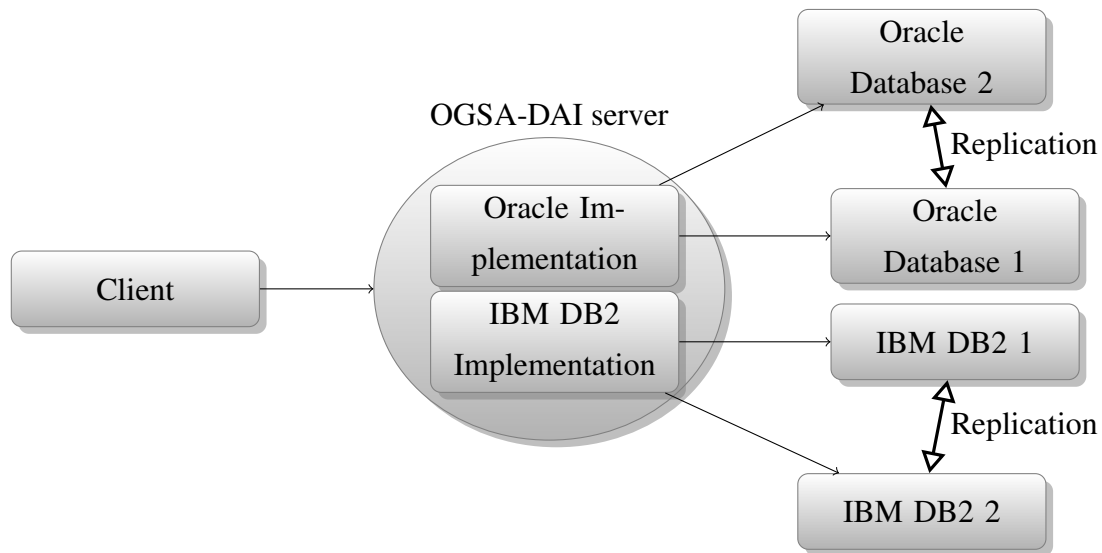 Oracle
Database 2
OGSA-DAI server
Replication
Oracle Im-
plementation
Oracle
Database 1
Client
IBM DB2
Implementation
IBM DB2 1
Replication
IBM DB2 2